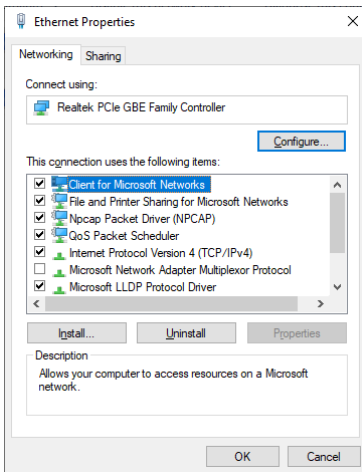 Ethernet Properties
Networking
Sharing
Connect using:
Realtek PCIe GBE Family Controller
Configure...
This connection uses the following items:
Client for Microsoft Networks
File and Printer Sharing for Microsoft Networks
Npcap Packet Driver (NPCAP)
QoS Packet Scheduler
Internet Protocol Version 4 (TCP/IPv4)
Microsoft Network Adapter Multiplexor Protocol
Microsoft LLDP Protocol Driver
Install...
Uninstall
Properties
Description
Allows your computer to access resources on a Microsoft
network.
OK
Cancel